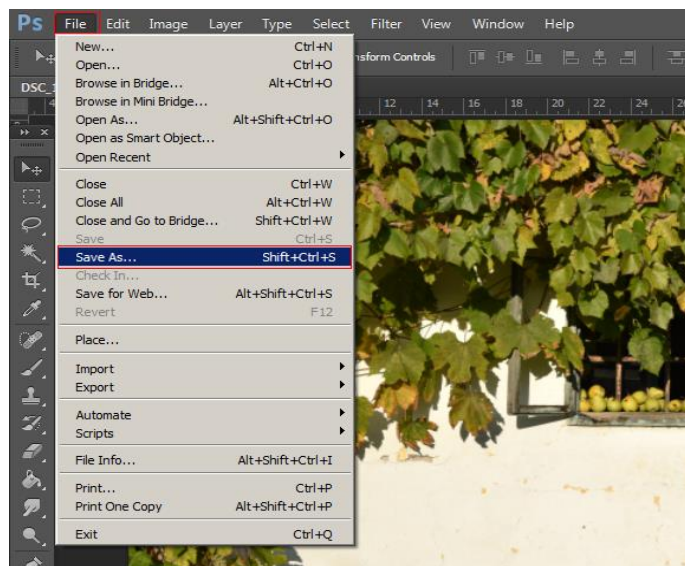 Ps File Edit Image Layer Type Select Filter View Window Help
New... Ctrl+N
Open... Ctrl+O
Browse in Bridge... Alt+Ctrl+O
Browse in Mini Bridge...
Open As... Alt+Shift+Ctrl+O
Open as Smart Object...
Open Recent
Close Ctrl+W
Close All Alt+Ctrl+W
Close and Go to Bridge... Shift+Ctrl+W
Save Ctrl+S
Save As... Shift+Ctrl+S
Check In...
Save for Web... Alt+Shift+Ctrl+S
Revert F12
Place...
Import
Export
Automate
Scripts
File Info... Alt+Shift+Ctrl+I
Print... Ctrl+P
Print One Copy Alt+Shift+Ctrl+P
Exit Ctrl+Q
nsform Controls
DSC_1
4 12 14 16 18 20 22 24 2